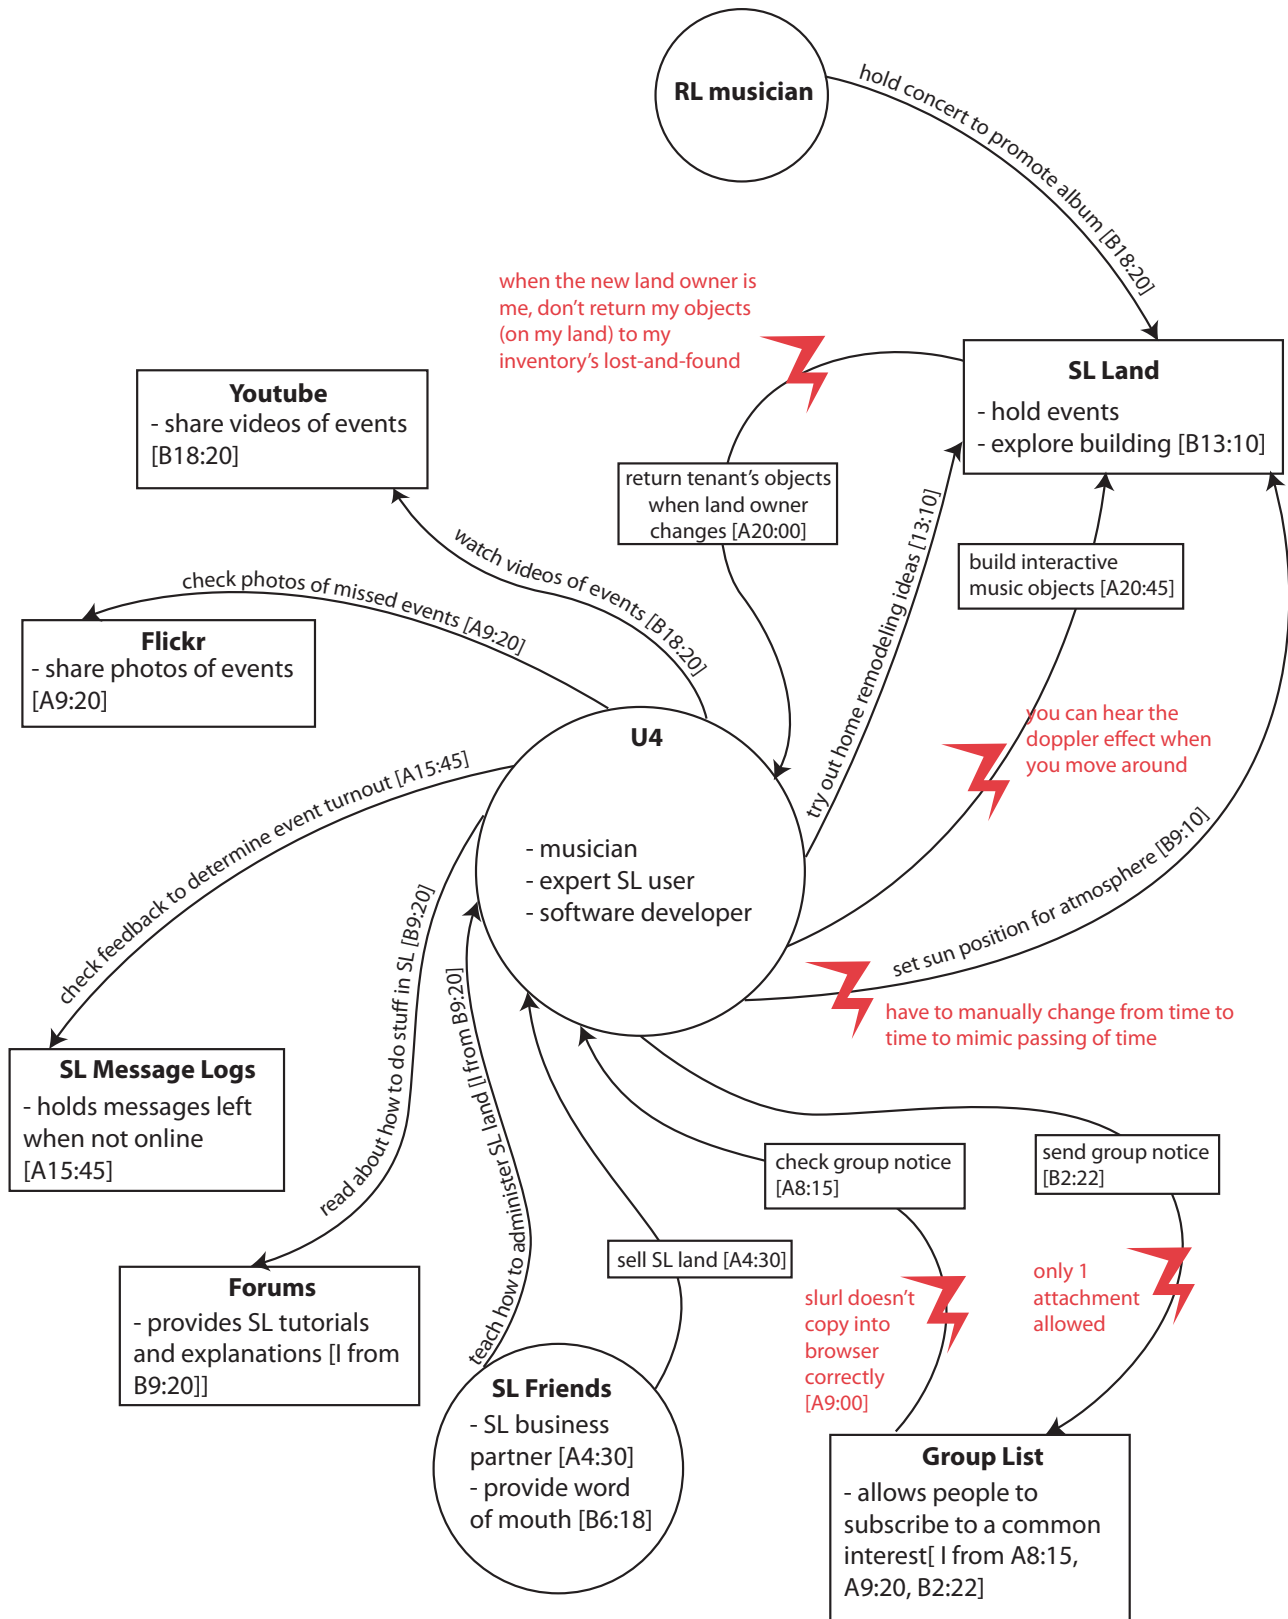 RL musician
hold concert to promote album [B18:20]
when the new land owner is
me, don't return my objects
(on my land) to my
inventory's lost-and-found
SL Land
- hold events
- explore building [B13:10]
Youtube
- share videos of events
[B18:20]
return tenant's objects
when land owner
changes [A20:00]
try out home remodeling ideas [13:10]
build interactive
music objects [A20:45]
watch videos of events [B18:20]
check photos of missed events [A9:20]
Flickr
- share photos of events
[A9:20]
you can hear the
doppler effect when
you move around
U4
- musician
- expert SL user
- software developer
check feedback to determine event turnout [A15:45]
set sun position for atmosphere [B9:10]
have to manually change from time to
time to mimic passing of time
read about how to do stuff in SL [B9:20]
teach how to administer SL land [I from B9:20]
SL Message Logs
- holds messages left
when not online
[A15:45]
check group notice
[A8:15]
send group notice
[B2:22]
sell SL land [A4:30]
Forums
- provides SL tutorials
and explanations [I from
B9:20]]
slurl doesn't
copy into
browser
correctly
[A9:00]
only 1
attachment
allowed
SL Friends
- SL business
partner [A4:30]
- provide word
of mouth [B6:18]
Group List
- allows people to
subscribe to a common
interest[ I from A8:15,
A9:20, B2:22]